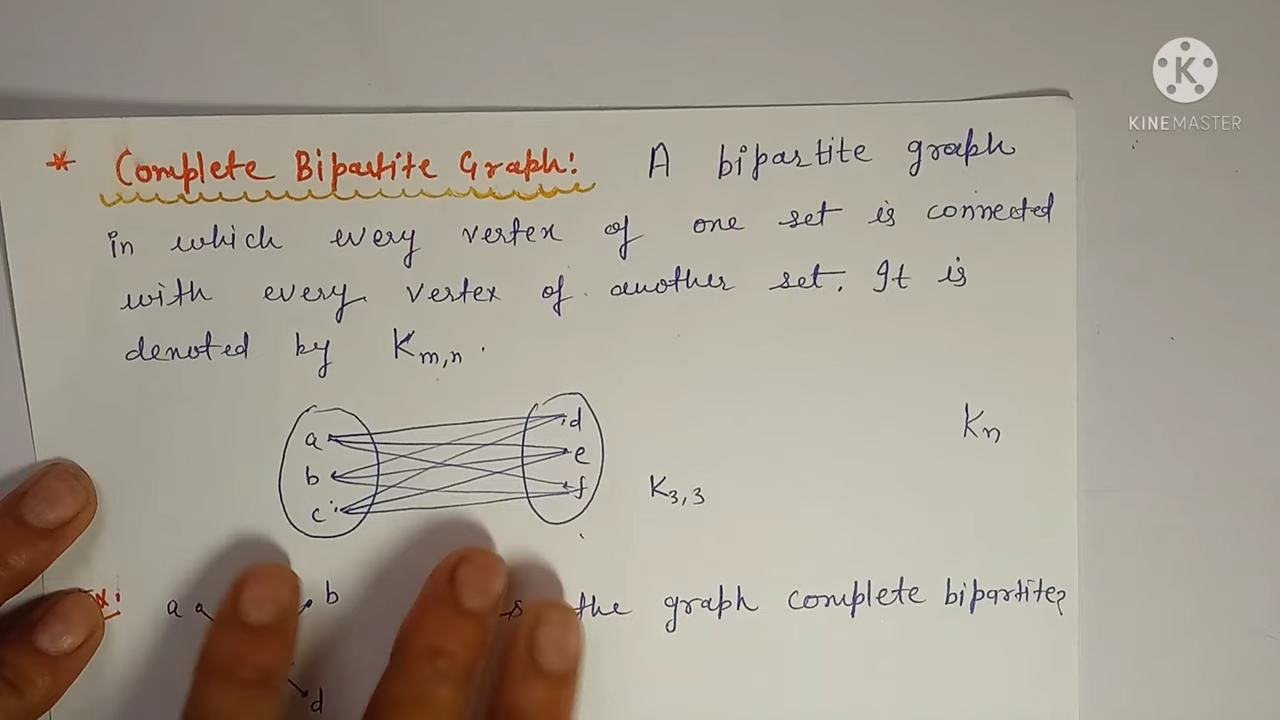 K
KINEMASTER
* Complete Bipartite Graph: A bipartite graph
in which every vertex of one set is connected
with every vertex of another set. It is
denoted by Km,n.
a d
b e
c f
Kn
K3,3
a b the graph complete bipartite?
d